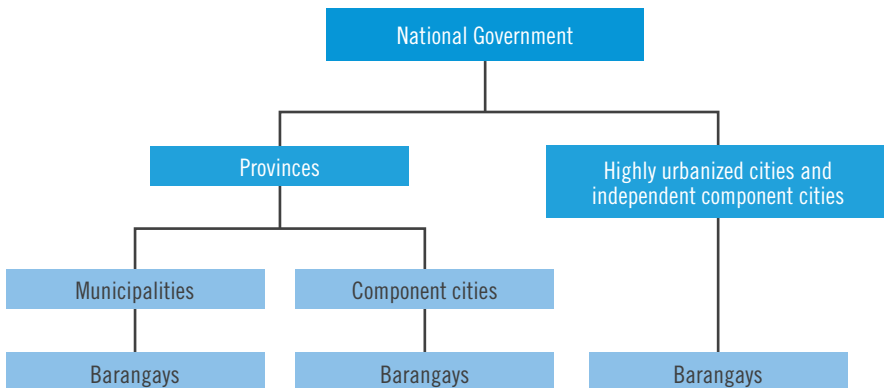 National Government
Provinces
Highly urbanized cities and
independent component cities
Municipalities
Component cities
Barangays
Barangays
Barangays